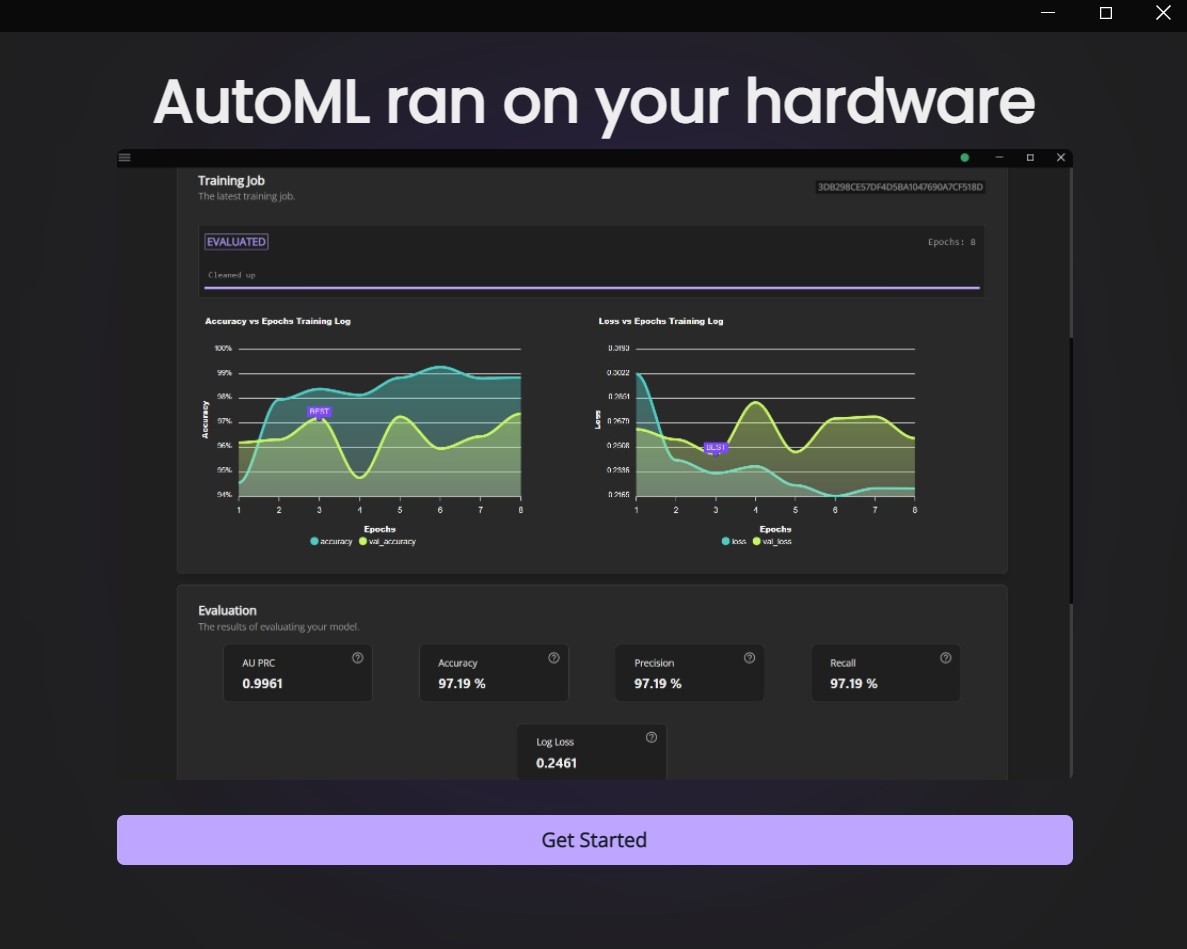 AutoML ran on your hardware
Training Job
The latest training job.
3DB298CE57DF4D5BA1047690A7CF518D
EVALUATED
Epochs: 8
Cleaned up
Accuracy vs Epochs Training Log
100%
99%
98%
97%
96%
95%
94%
Accuracy
BEST
1 2 3 4 5 6 7 8
Epochs
accuracy val_accuracy
Loss vs Epochs Training Log
0.3193
0.3022
0.2851
0.2679
0.2508
0.2336
0.2165
Loss
BEST
1 2 3 4 5 6 7 8
Epochs
loss val_loss
Evaluation
The results of evaluating your model.
AU PRC
0.9961
Accuracy
97.19 %
Precision
97.19 %
Recall
97.19 %
Log Loss
0.2461
Get Started